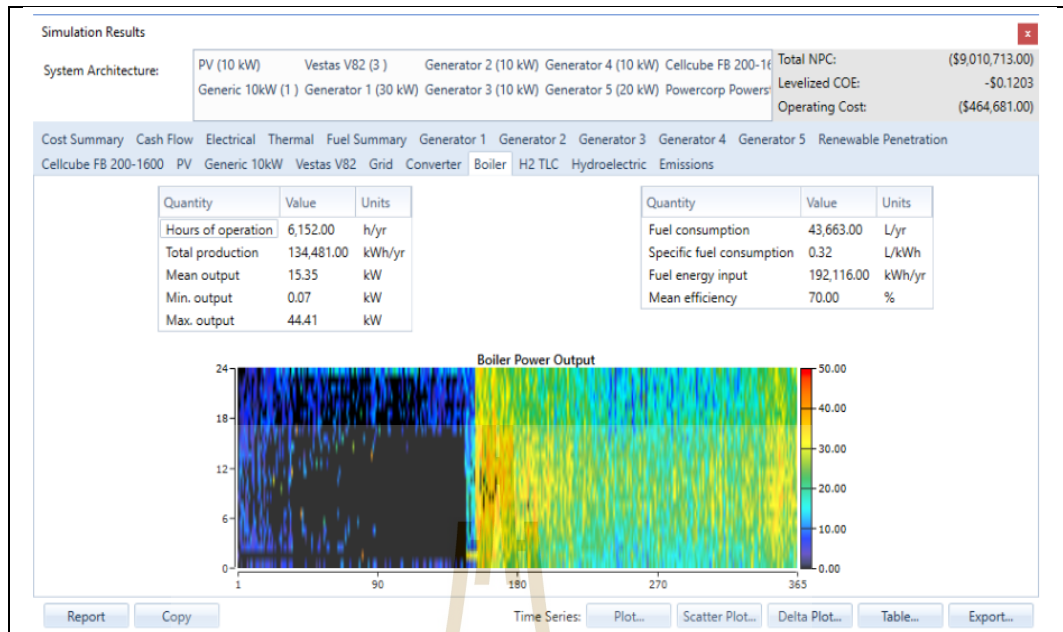 Simulation Results
x
System Architecture:
PV (10 kW) Vestas V82 (3 ) Generator 2 (10 kW) Generator 4 (10 kW) Cellcube FB 200-16
Generic 10kW (1 ) Generator 1 (30 kW) Generator 3 (10 kW) Generator 5 (20 kW) Powercorp Powers
Total NPC: ($9,010,713.00)
Levelized COE: -$0.1203
Operating Cost: ($464,681.00)
Cost Summary Cash Flow Electrical Thermal Fuel Summary Generator 1 Generator 2 Generator 3 Generator 4 Generator 5 Renewable Penetration
Cellcube FB 200-1600 PV Generic 10kW Vestas V82 Grid Converter Boiler H2 TLC Hydroelectric Emissions
Quantity Value Units
Hours of operation 6,152.00 h/yr
Total production 134,481.00 kWh/yr
Mean output 15.35 kW
Min. output 0.07 kW
Max. output 44.41 kW
Quantity Value Units
Fuel consumption 43,663.00 L/yr
Specific fuel consumption 0.32 L/kWh
Fuel energy input 192,116.00 kWh/yr
Mean efficiency 70.00 %
Boiler Power Output
24
18
12
6
0
1 90 180 270 365
50.00
40.00
30.00
20.00
10.00
0.00
Report Copy Time Series: Plot... Scatter Plot... Delta Plot... Table... Export...